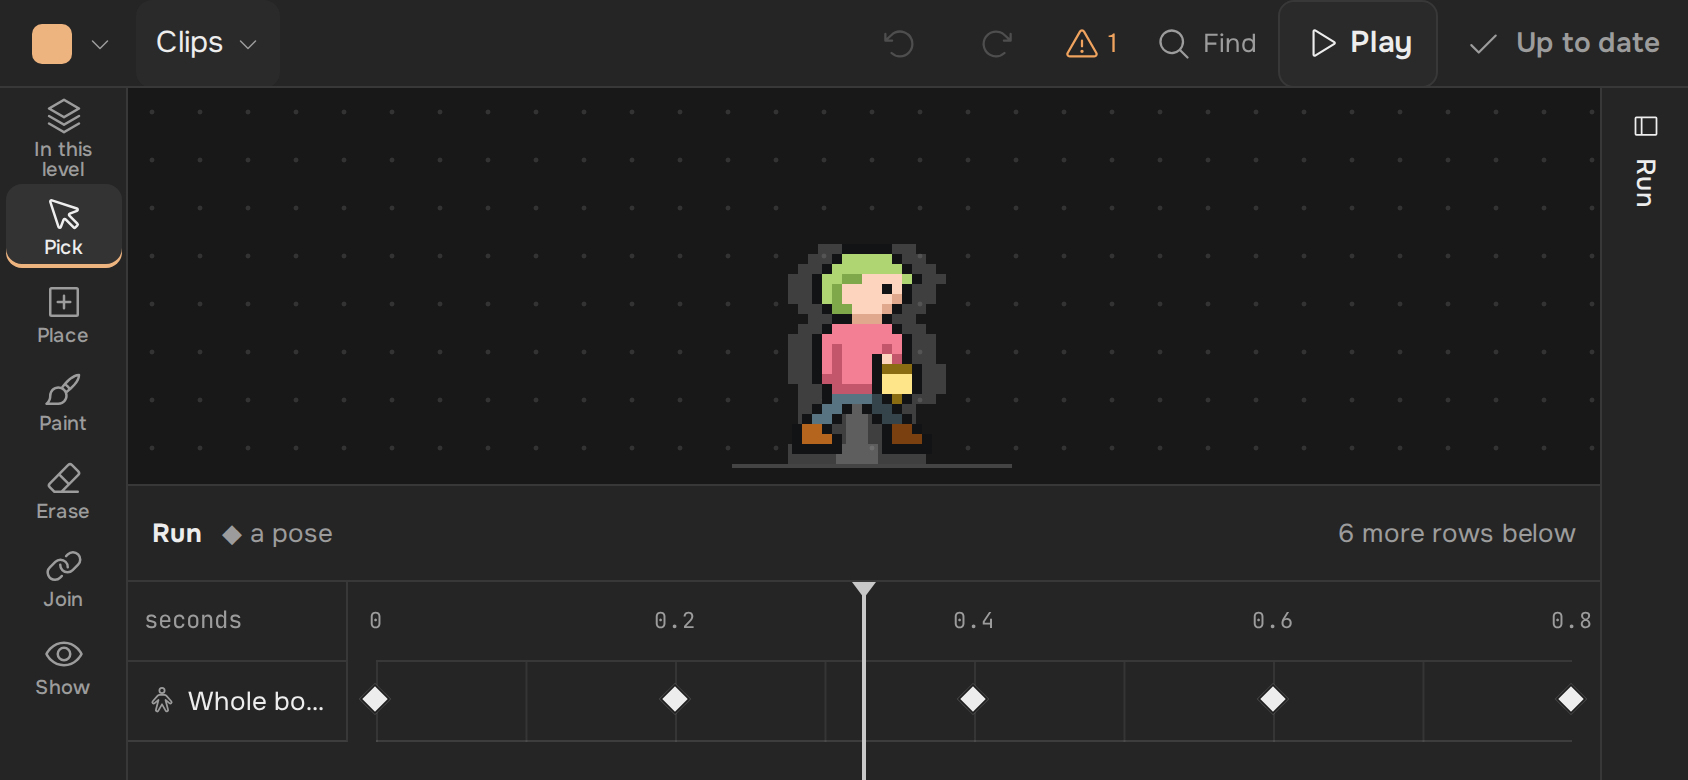 Clips
1
Find
Play
Up to date
In this
level
Pick
Place
Paint
Erase
Join
Show
Run
Run
a pose
6 more rows below
seconds
0
0.2
0.4
0.6
0.8
Whole bo...